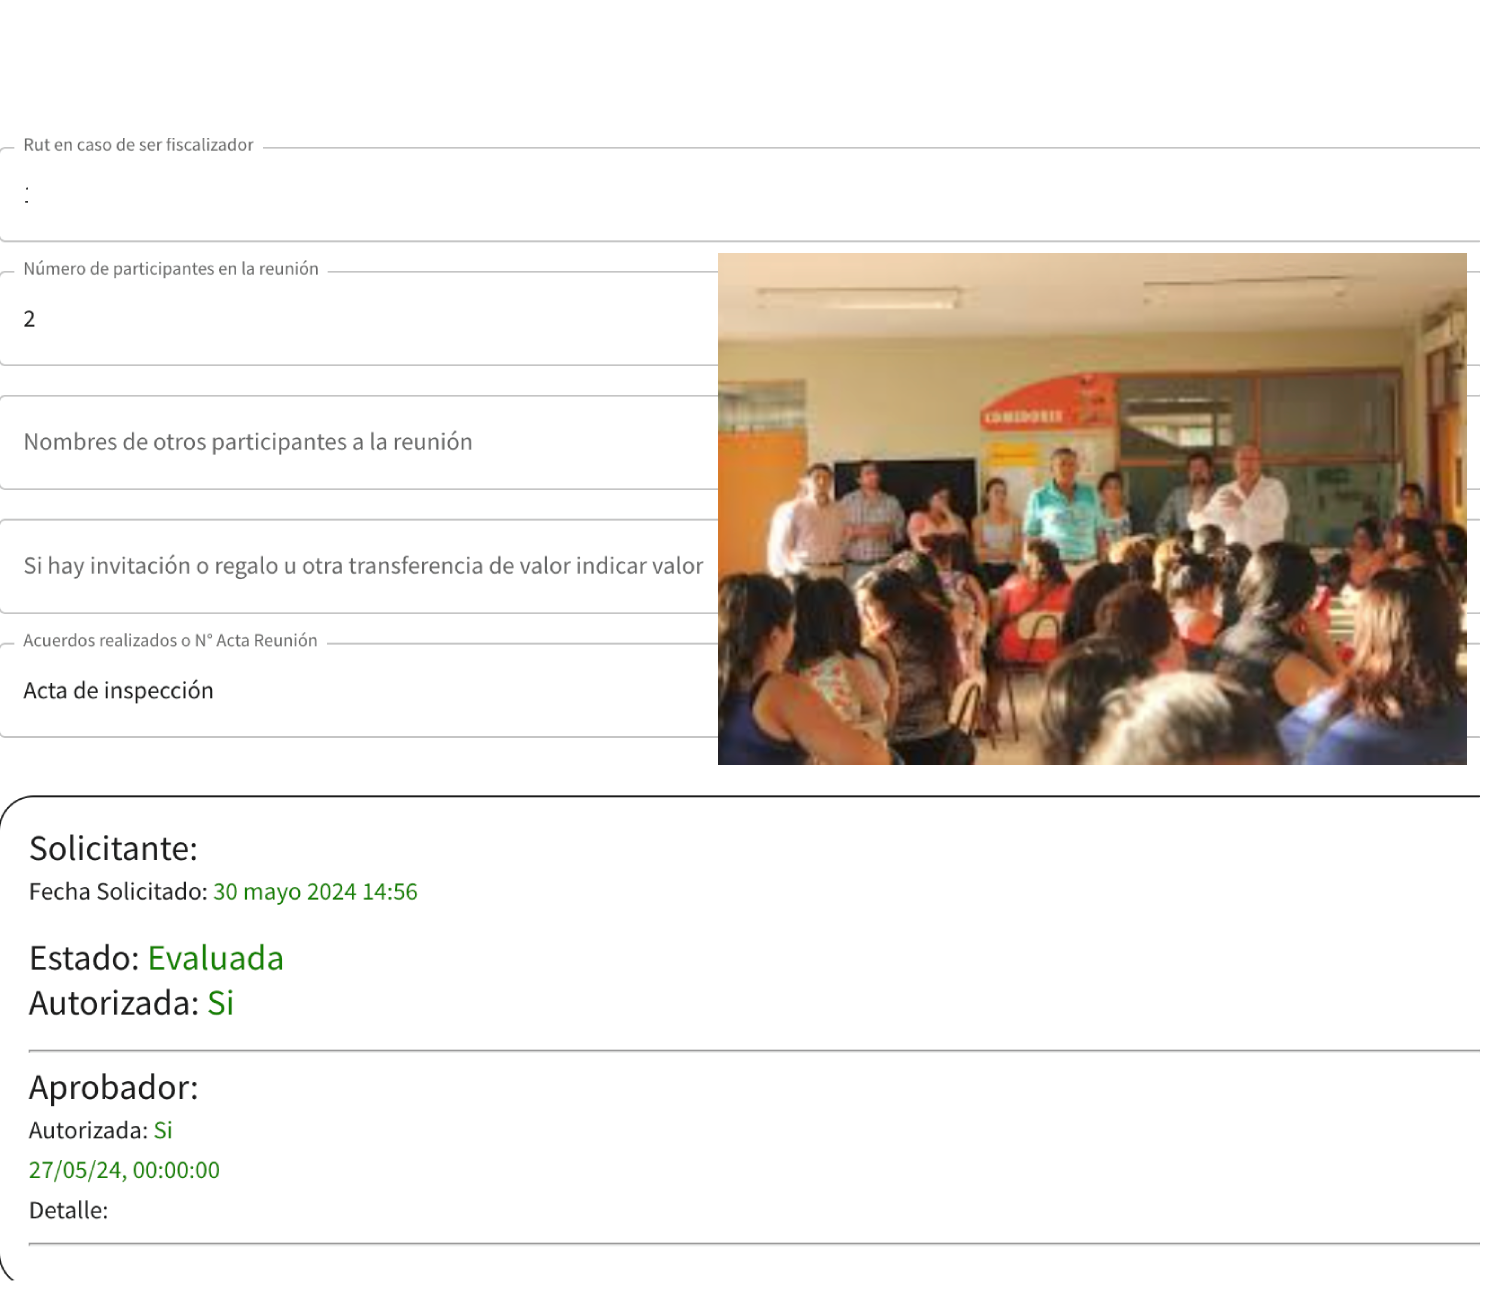 Rut en caso de ser fiscalizador
Número de participantes en la reunión
2
Nombres de otros participantes a la reunión
Si hay invitación o regalo u otra transferencia de valor indicar valor
Acuerdos realizados o N° Acta Reunión
Acta de inspección
COMEDORES
Solicitante:
Fecha Solicitado: 30 mayo 2024 14:56
Estado: Evaluada
Autorizada: Si
Aprobador:
Autorizada: Si
27/05/24, 00:00:00
Detalle: